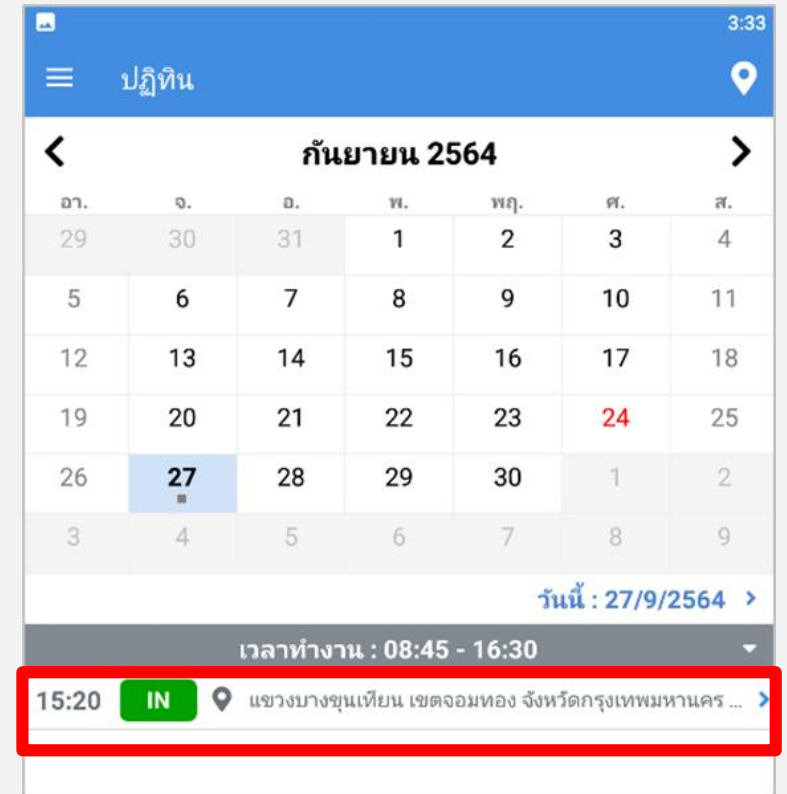 3:33
ปฏิทิน
กันยายน 2564
อา. จ. อ. พ. พฤ. ศ. ส.
29 30 31 1 2 3 4
5 6 7 8 9 10 11
12 13 14 15 16 17 18
19 20 21 22 23 24 25
26 27 28 29 30 1 2
3 4 5 6 7 8 9
วันนี้ : 27/9/2564 >
เวลาทำงาน : 08:45 - 16:30
15:20 IN แขวงบางขุนเทียน เขตจอมทอง จังหวัดกรุงเทพมหานคร ... >